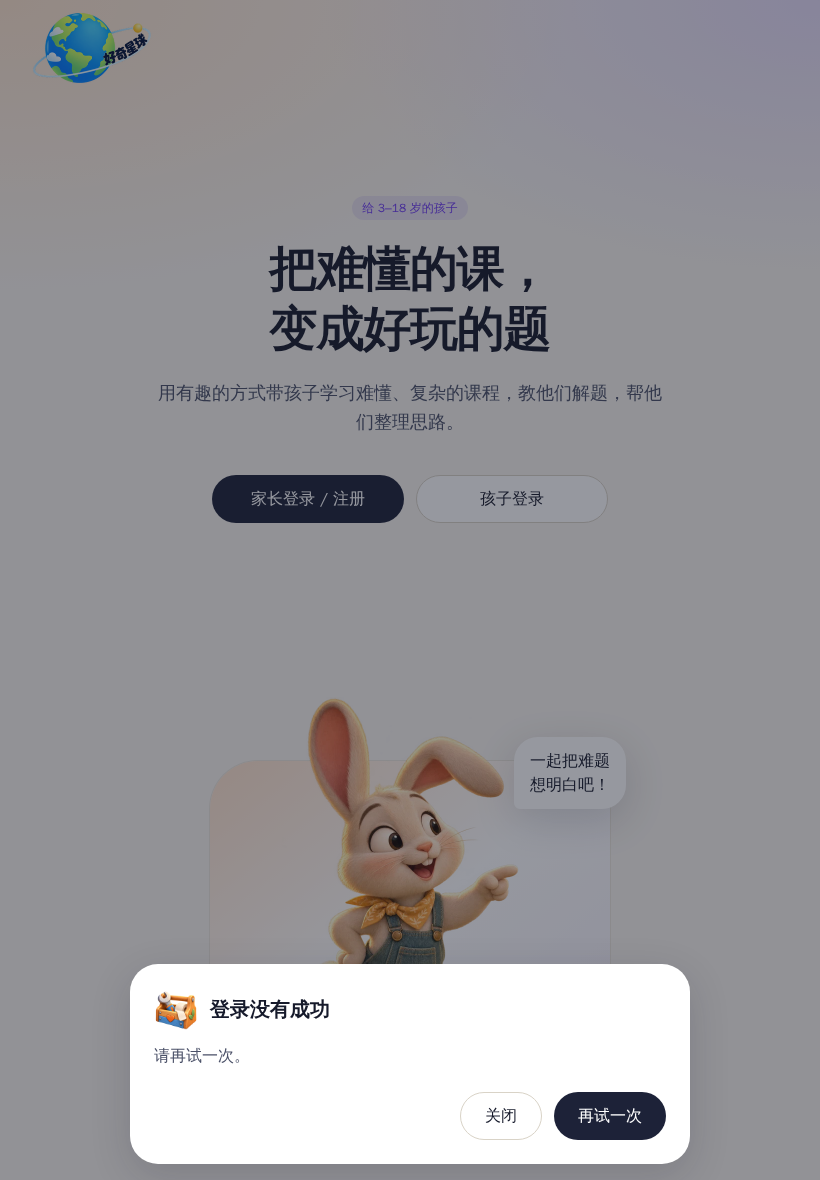 好奇星球
给 3–18 岁的孩子
把难懂的课，
变成好玩的题
用有趣的方式带孩子学习难懂、复杂的课程，教他们解题，帮他
们整理思路。
家长登录 / 注册
孩子登录
一起把难题
想明白吧！
登录没有成功
请再试一次。
关闭
再试一次